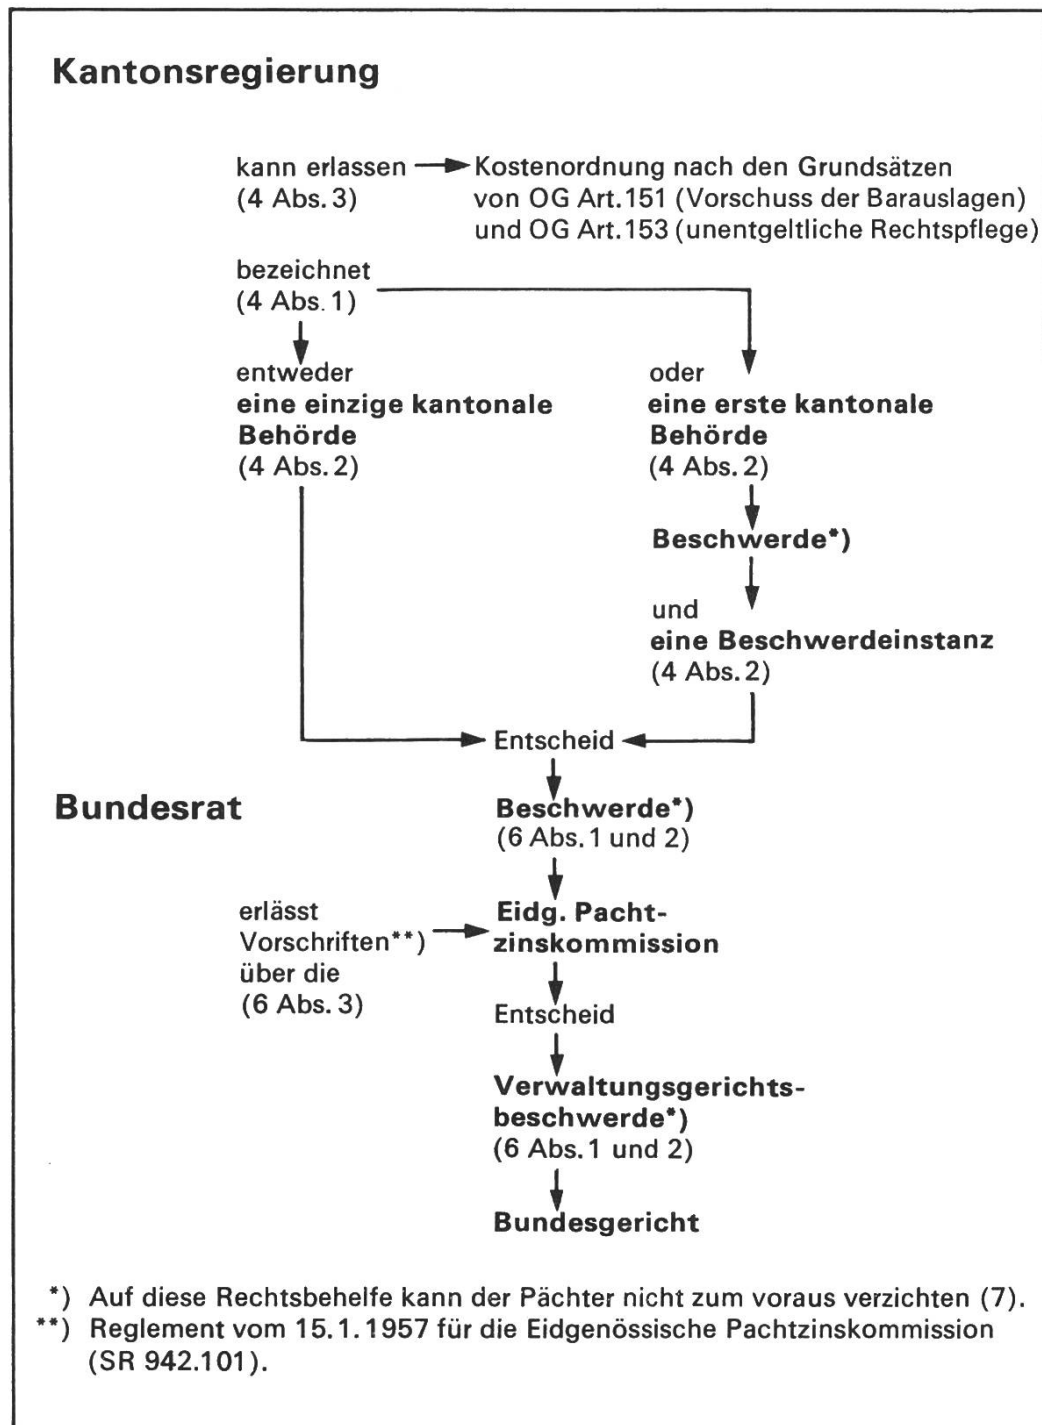 Kantonsregierung
kann erlassen
(4 Abs. 3)
Kostenordnung nach den Grundsätzen
von OG Art. 151 (Vorschuss der Barauslagen)
und OG Art. 153 (unentgeltliche Rechtspflege)
bezeichnet
(4 Abs. 1)
entweder
eine einzige kantonale
Behörde
(4 Abs. 2)
oder
eine erste kantonale
Behörde
(4 Abs. 2)
Beschwerde*)
und
eine Beschwerdeinstanz
(4 Abs. 2)
Entscheid
Bundesrat
Beschwerde*)
(6 Abs. 1 und 2)
erlässt
Vorschriften**)
über die
(6 Abs. 3)
Eidg. Pacht-
zinskommission
Entscheid
Verwaltungsgerichts-
beschwerde*)
(6 Abs. 1 und 2)
Bundesgericht
*) Auf diese Rechtsbehelfe kann der Pächter nicht zum voraus verzichten (7).
**) Reglement vom 15.1.1957 für die Eidgenössische Pachtzinskommission
(SR 942.101).